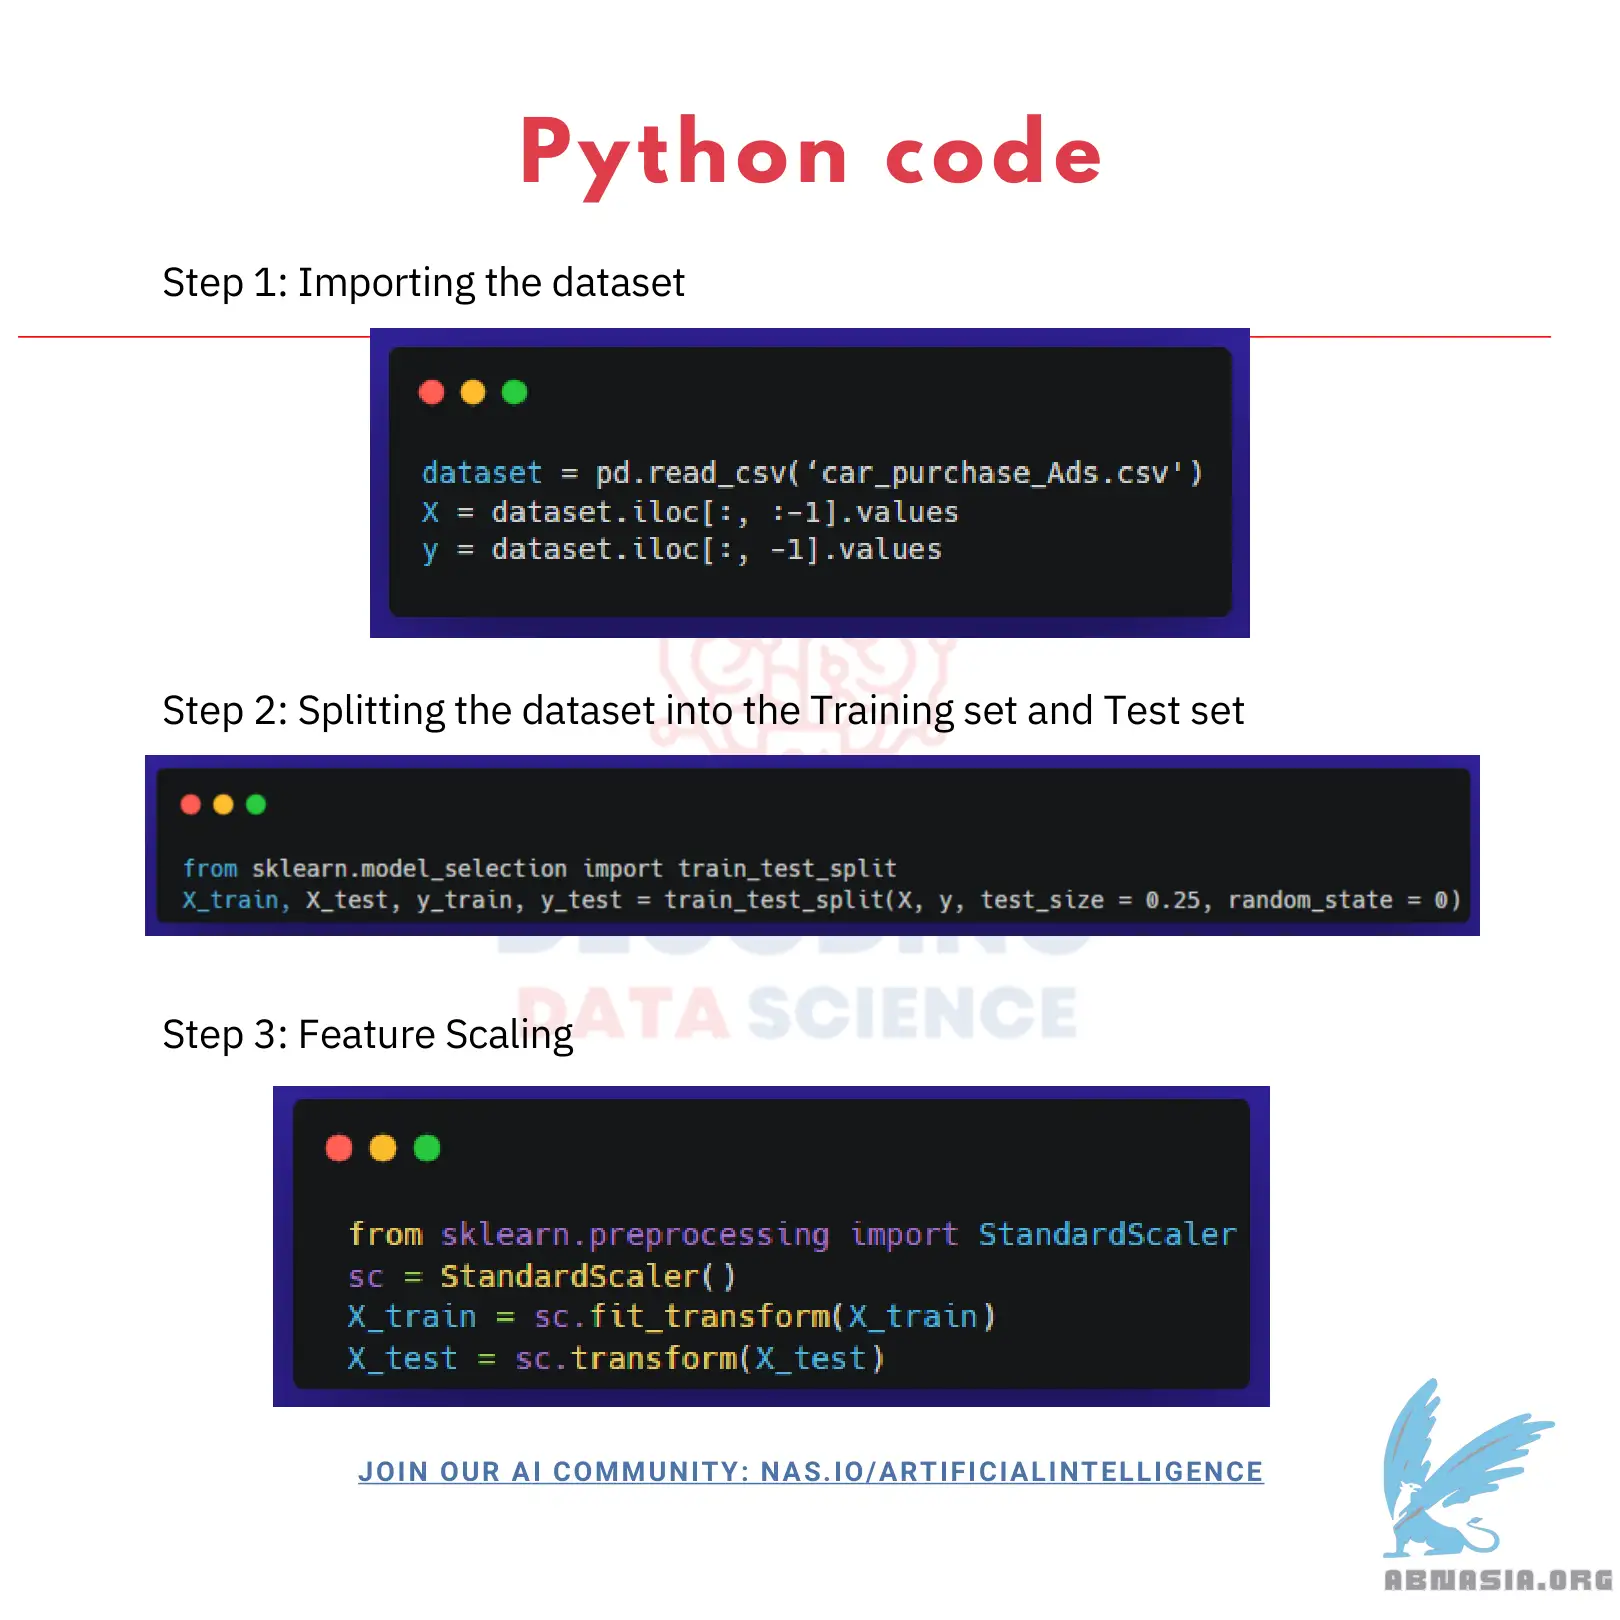 Python code
Step 1: Importing the dataset
dataset = pd.read_csv(‘car_purchase_Ads.csv')
X = dataset.iloc[:, :-1].values
y = dataset.iloc[:, -1].values
Step 2: Splitting the dataset into the Training set and Test set
from sklearn.model_selection import train_test_split
X_train, X_test, y_train, y_test = train_test_split(X, y, test_size = 0.25, random_state = 0)
DECODING
DATA SCIENCE
Step 3: Feature Scaling
from sklearn.preprocessing import StandardScaler
sc = StandardScaler()
X_train = sc.fit_transform(X_train)
X_test = sc.transform(X_test)
JOIN OUR AI COMMUNITY: NAS.IO/ARTIFICIALINTELLIGENCE
ABNASIA.ORG